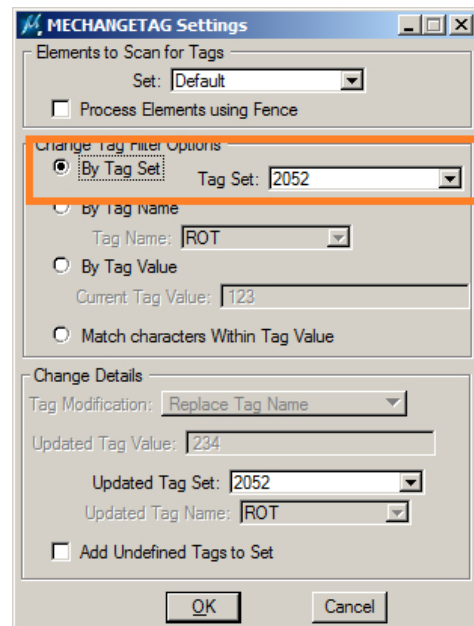 MECHANGETAG Settings
Elements to Scan for Tags
Set: Default
Process Elements using Fence
Change Tag Filter Options
By Tag Set Tag Set: 2052
By Tag Name
Tag Name: ROT
By Tag Value
Current Tag Value: 123
Match characters Within Tag Value
Change Details
Tag Modification: Replace Tag Name
Updated Tag Value: 234
Updated Tag Set: 2052
Updated Tag Name: ROT
Add Undefined Tags to Set
OK Cancel